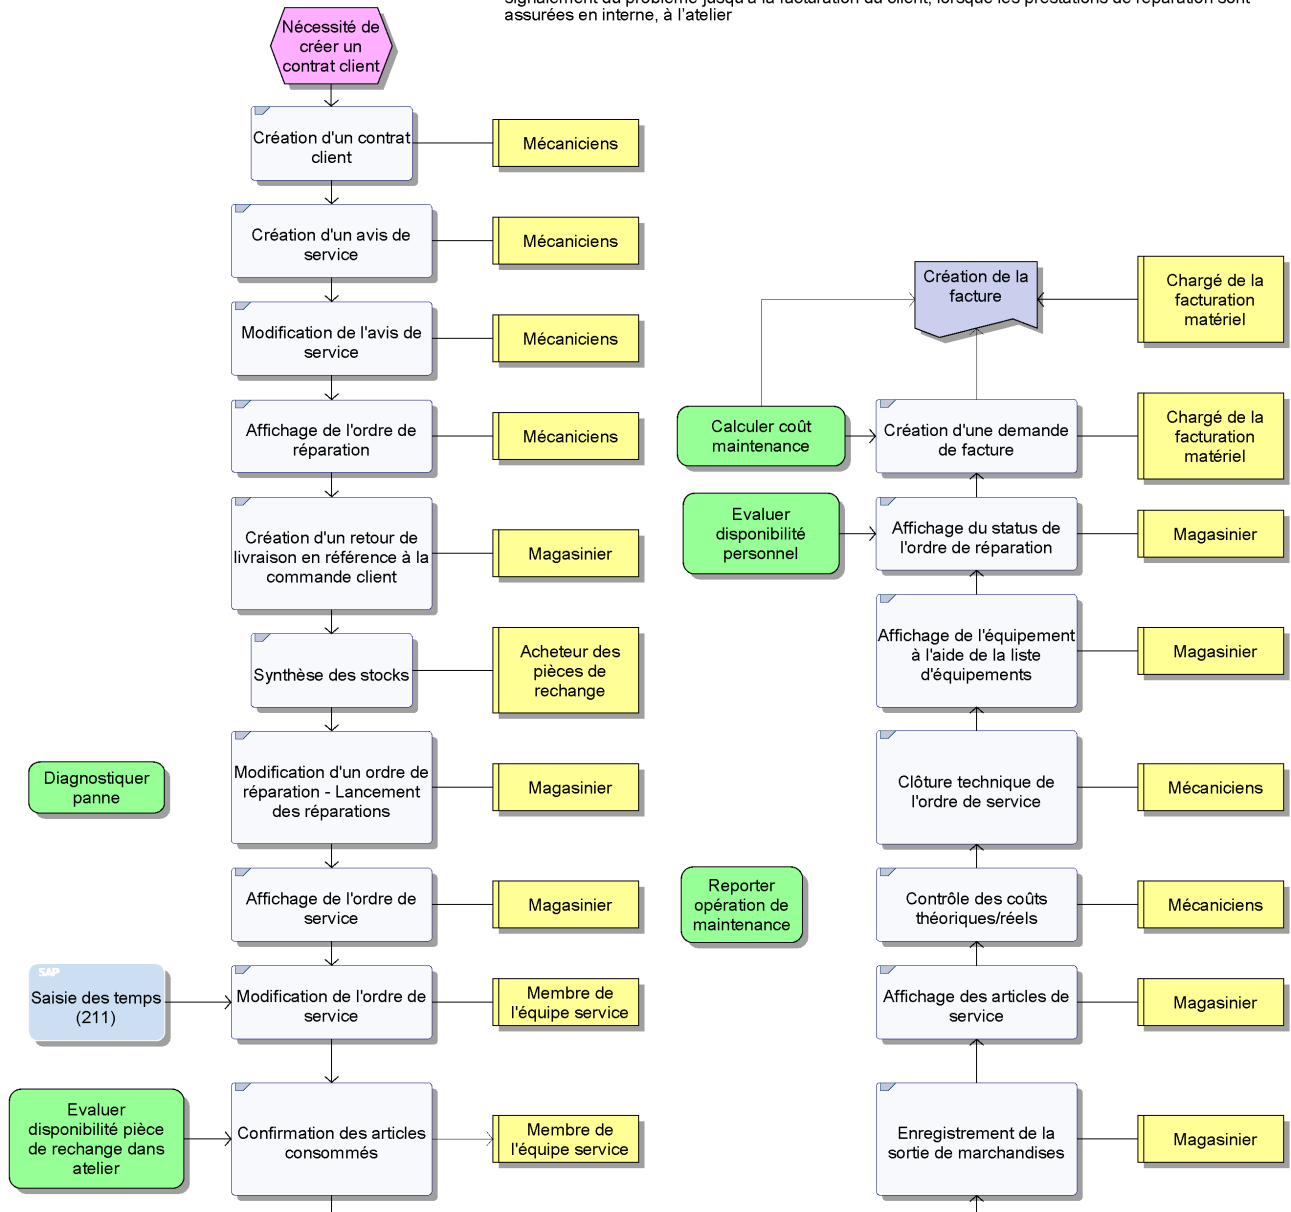 signalement du problème jusqu'à la facturation du client, lorsque les prestations de réparation sont
assurées en interne, à l'atelier
Nécessité de
créer un
contrat client
Création d'un contrat
client
Mécaniciens
Création d'un avis de
service
Mécaniciens
Modification de l'avis de
service
Mécaniciens
Affichage de l'ordre de
réparation
Mécaniciens
Création d'un retour de
livraison en référence à la
commande client
Magasinier
Synthèse des stocks
Acheteur des
pièces de
rechange
Diagnostiquer
panne
Modification d'un ordre de
réparation - Lancement
des réparations
Magasinier
Affichage de l'ordre de
service
Magasinier
SAP
Saisie des temps
(211)
Modification de l'ordre de
service
Membre de
l'équipe service
Evaluer
disponibilité pièce
de rechange dans
atelier
Confirmation des articles
consommés
Membre de
l'équipe service
Création de la
facture
Chargé de la
facturation
matériel
Calculer coût
maintenance
Création d'une demande
de facture
Chargé de la
facturation
matériel
Evaluer
disponibilité
personnel
Affichage du status de
l'ordre de réparation
Magasinier
Affichage de l'équipement
à l'aide de la liste
d'équipements
Magasinier
Clôture technique de
l'ordre de service
Mécaniciens
Reporter
opération de
maintenance
Contrôle des coûts
théoriques/réels
Mécaniciens
Affichage des articles de
service
Magasinier
Enregistrement de la
sortie de marchandises
Magasinier